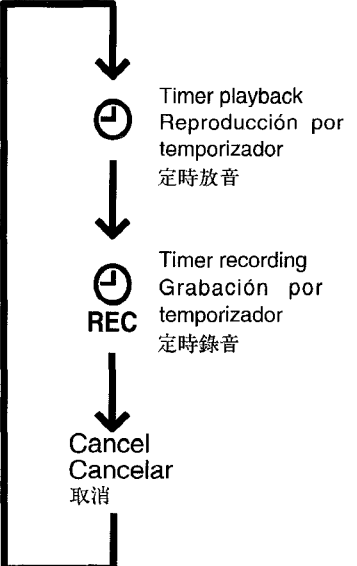 Timer playback
Reproducción por
temporizador
定時放音
Timer recording
Grabación por
temporizador
定時錄音
REC
Cancel
Cancelar
取消